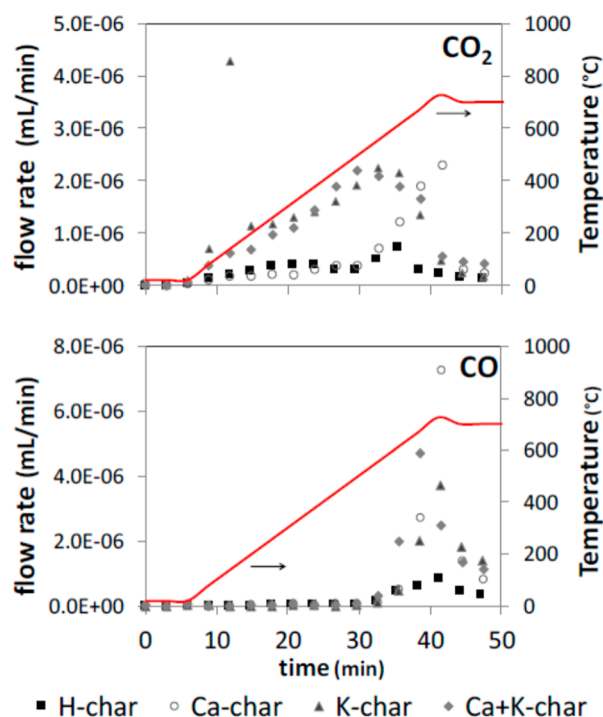 CO2
5.0E-06
4.0E-06
3.0E-06
2.0E-06
1.0E-06
0.0E+00
flow rate (mL/min)
1000
800
600
400
200
0
Temperature (°C)
CO
8.0E-06
6.0E-06
4.0E-06
2.0E-06
0.0E+00
flow rate (mL/min)
1000
800
600
400
200
0
Temperature (°C)
0 10 20 30 40 50
time (min)
H-char Ca-char K-char Ca+K-char